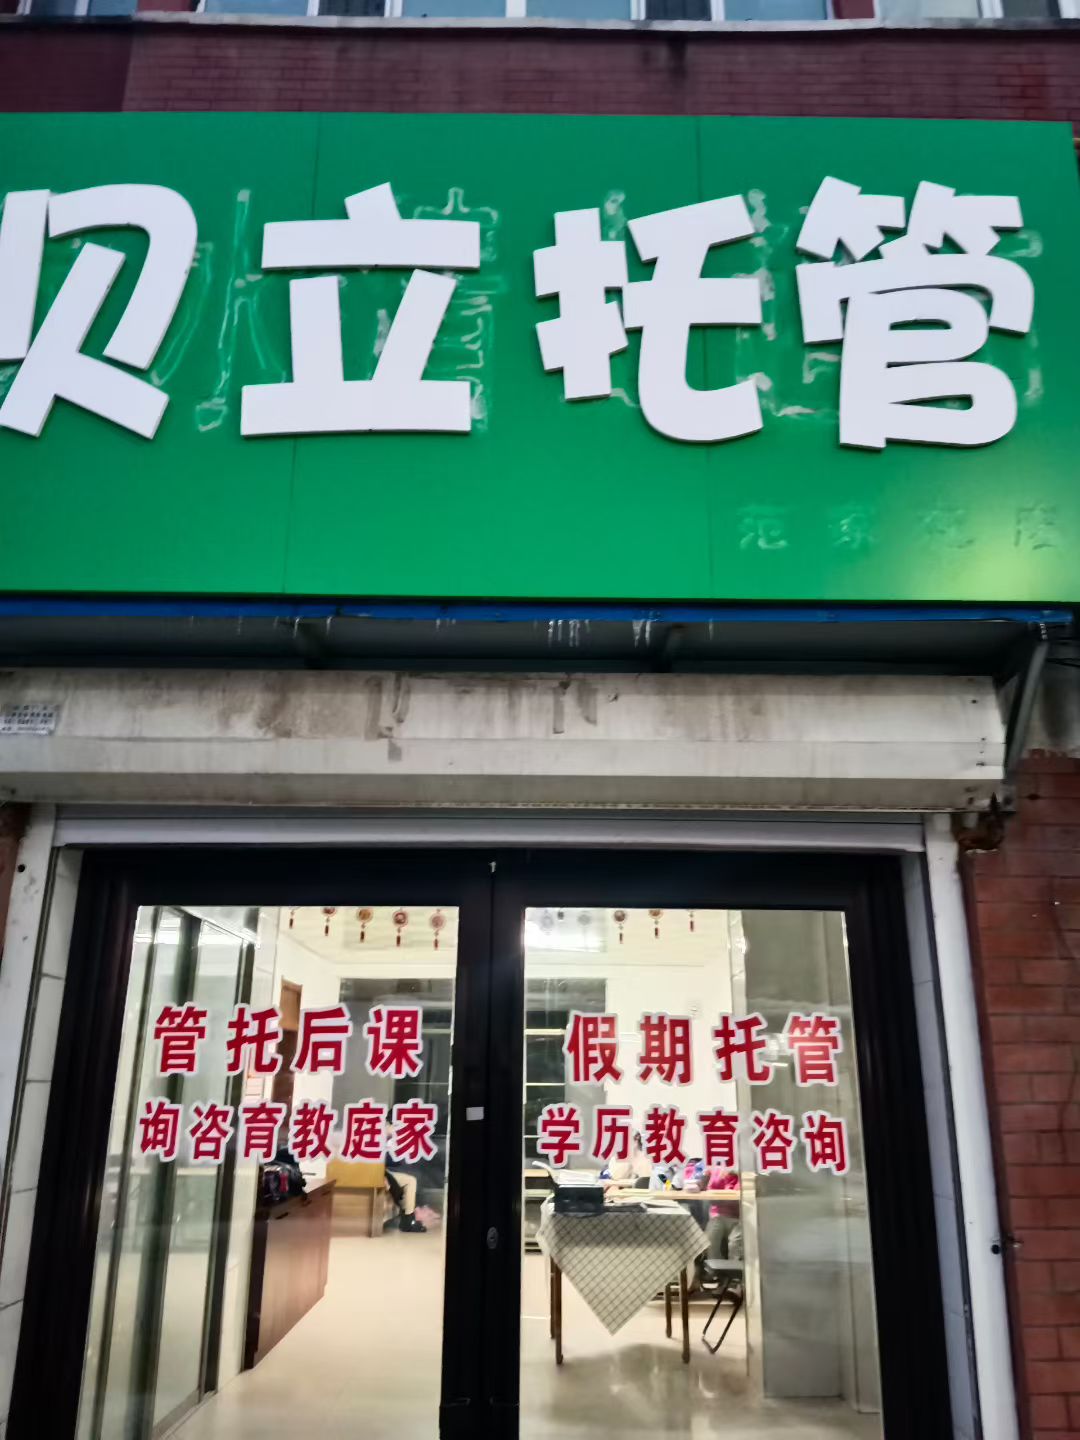 贝立托管
管托后课
询咨育教庭家
假期托管
学历教育咨询